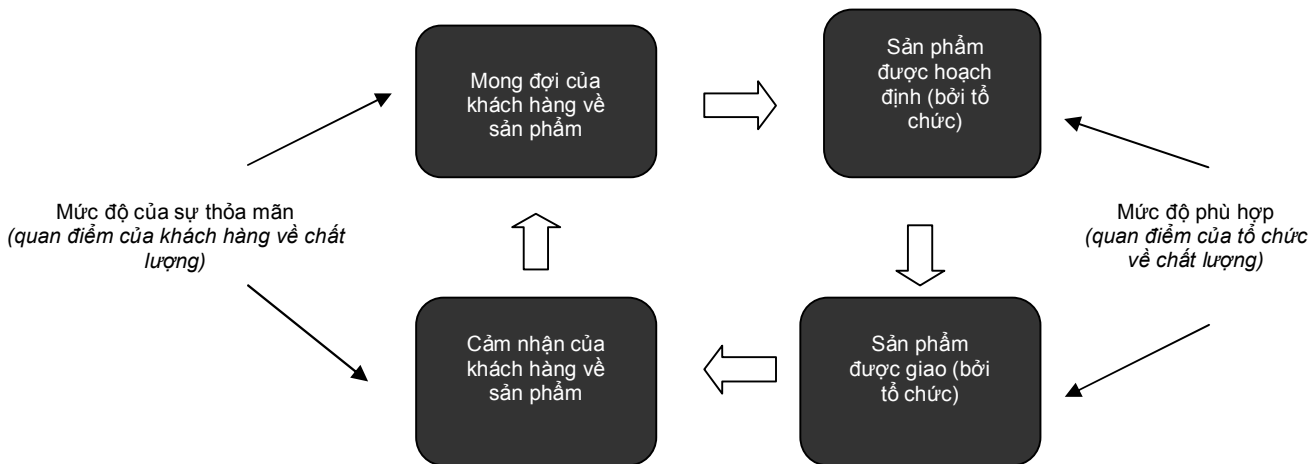 Mong đợi của
khách hàng về
sản phẩm
Sản phẩm
được hoạch
định (bởi tổ
chức)
Mức độ của sự thỏa mãn
(quan điểm của khách hàng về chất
lượng)
Mức độ phù hợp
(quan điểm của tổ chức
về chất lượng)
Cảm nhận của
khách hàng về
sản phẩm
Sản phẩm
được giao (bởi
tổ chức)